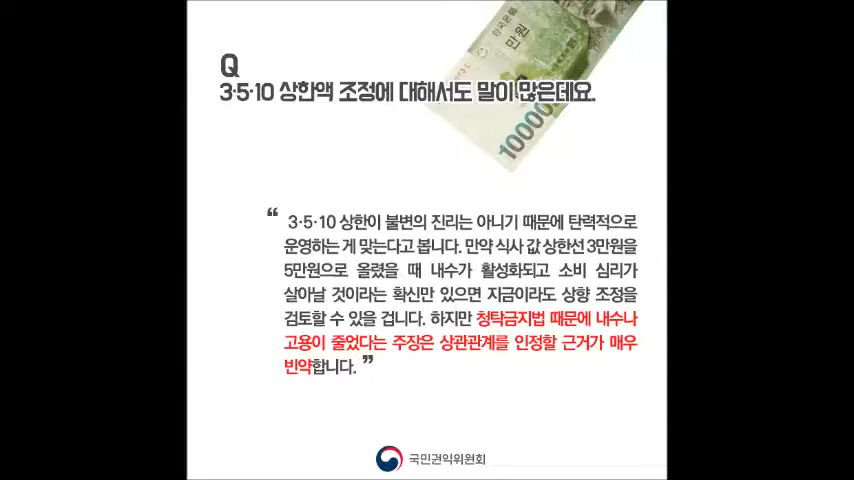 Q
3·5·10 상한액 조정에 대해서도 말이 많은데요.
한국은행
만원
10000
“ 3·5·10 상한이 불변의 진리는 아니기 때문에 탄력적으로
운영하는 게 맞는다고 봅니다. 만약 식사 값 상한선 3만원을
5만원으로 올렸을 때 내수가 활성화되고 소비 심리가
살아날 것이라는 확신만 있으면 지금이라도 상향 조정을
검토할 수 있을 겁니다. 하지만 청탁금지법 때문에 내수나
고용이 줄었다는 주장은 상관관계를 인정할 근거가 매우
빈약합니다. ”
국민권익위원회